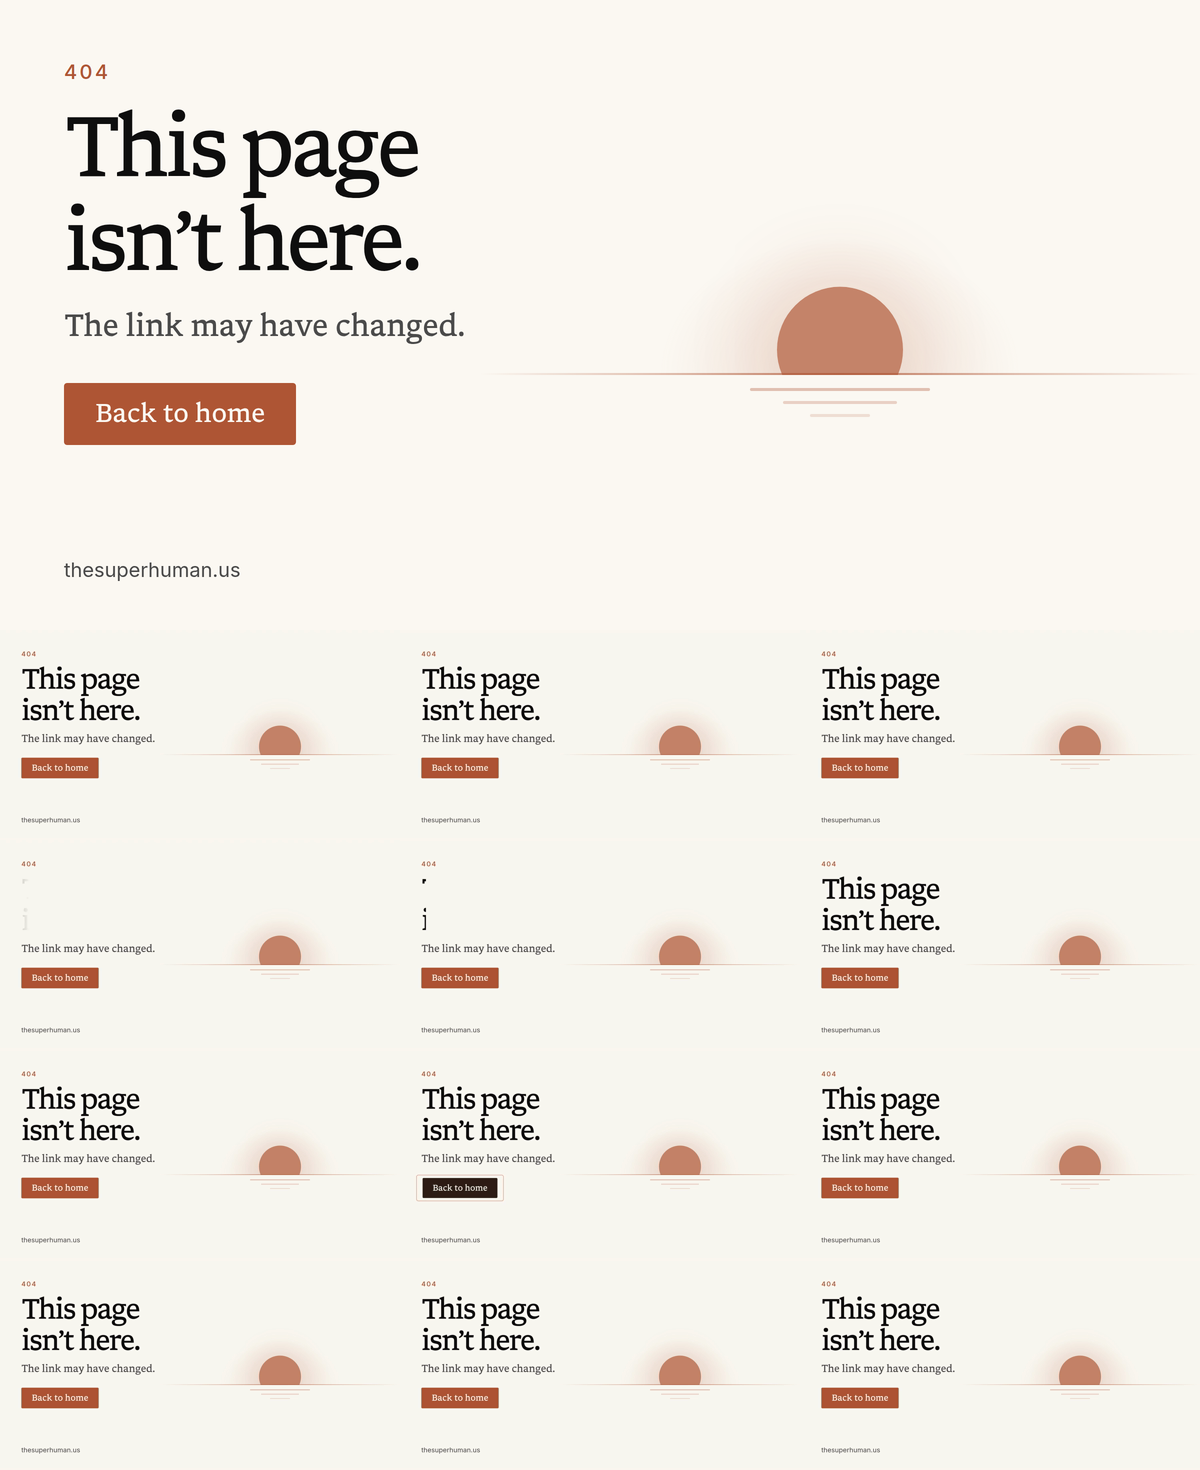 404
This page
isn’t here.
The link may have changed.
Back to home
thesuperhuman.us
404
This page
isn’t here.
The link may have changed.
Back to home
thesuperhuman.us
404
This page
isn’t here.
The link may have changed.
Back to home
thesuperhuman.us
404
This page
isn’t here.
The link may have changed.
Back to home
thesuperhuman.us
404
i
The link may have changed.
Back to home
thesuperhuman.us
404
i
The link may have changed.
Back to home
thesuperhuman.us
404
This page
isn’t here.
The link may have changed.
Back to home
thesuperhuman.us
404
This page
isn’t here.
The link may have changed.
Back to home
thesuperhuman.us
404
This page
isn’t here.
The link may have changed.
Back to home
thesuperhuman.us
404
This page
isn’t here.
The link may have changed.
Back to home
thesuperhuman.us
404
This page
isn’t here.
The link may have changed.
Back to home
thesuperhuman.us
404
This page
isn’t here.
The link may have changed.
Back to home
thesuperhuman.us
404
This page
isn’t here.
The link may have changed.
Back to home
thesuperhuman.us